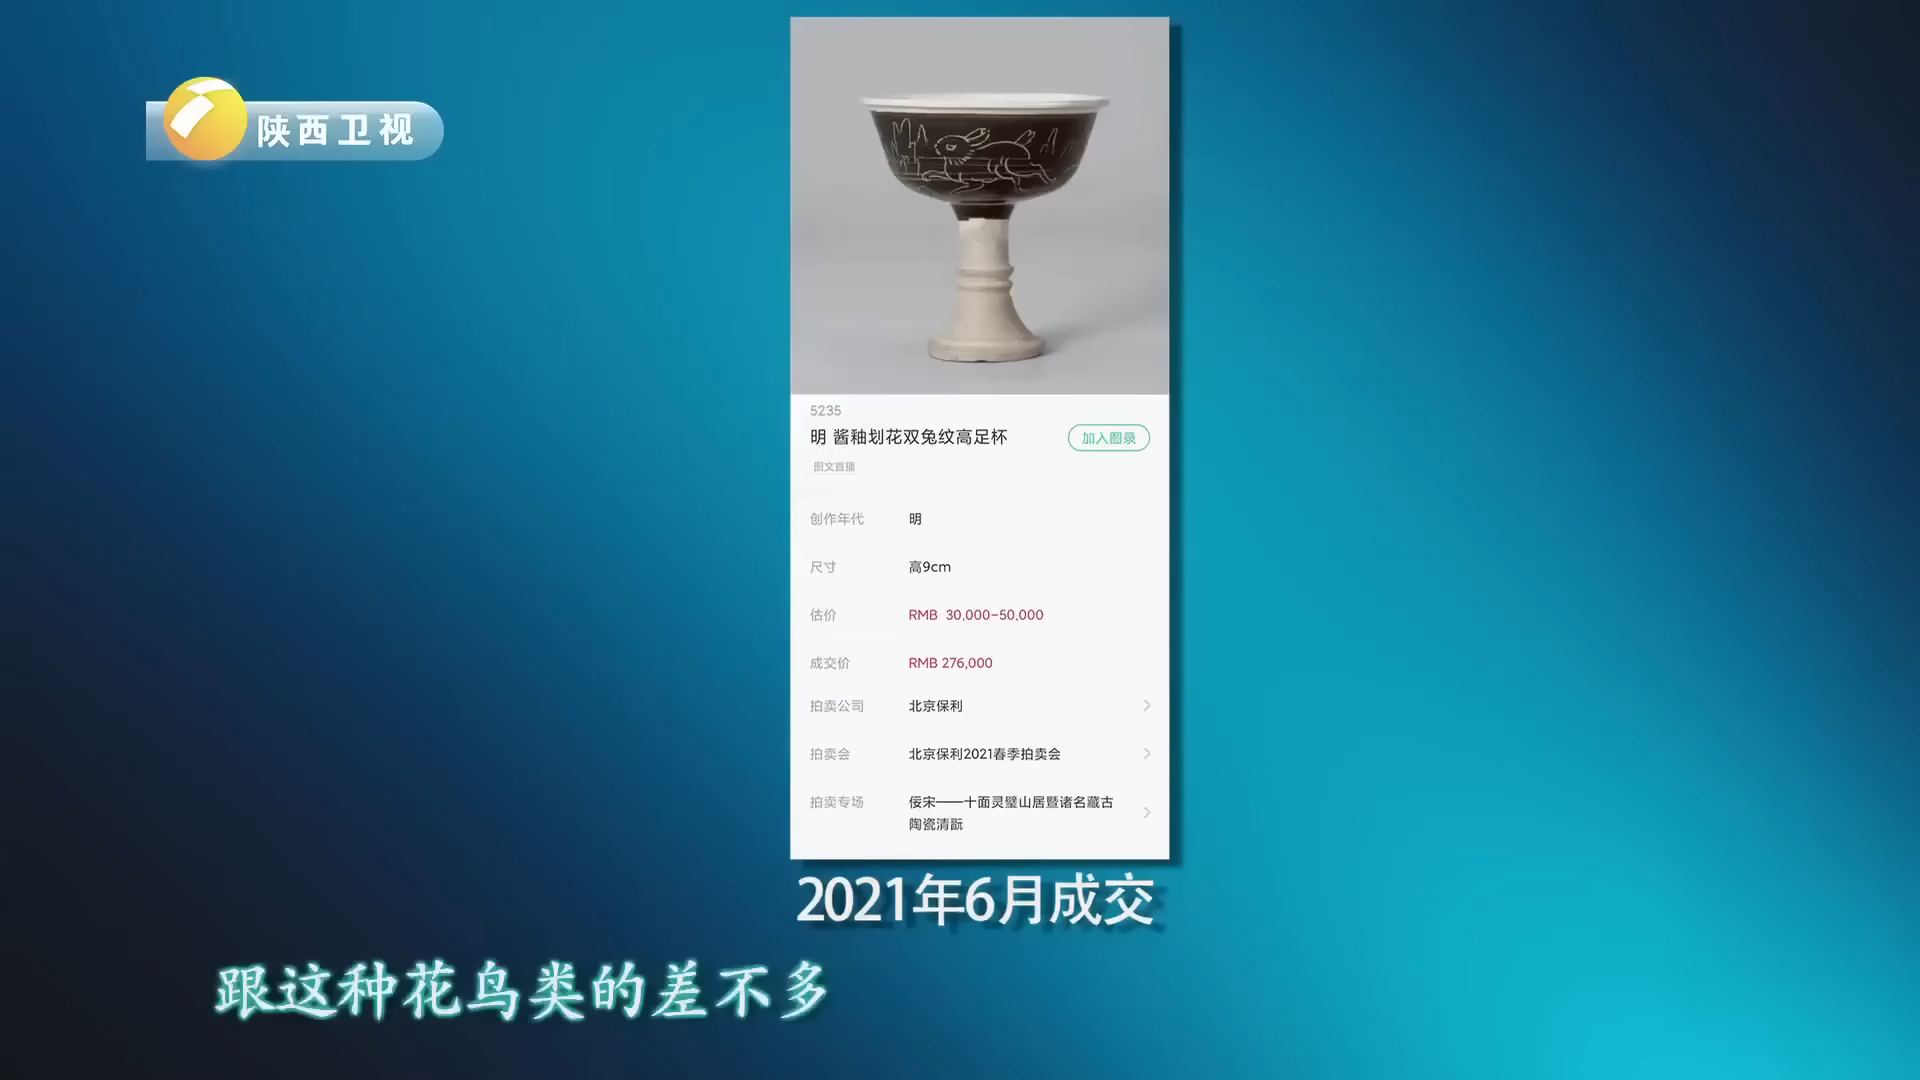 陕西卫视
5235
明 酱釉划花双兔纹高足杯
加入图录
图文直播
创作年代 明
尺寸 高9cm
估价 RMB 30,000-50,000
成交价 RMB 276,000
拍卖公司 北京保利
拍卖会 北京保利2021春季拍卖会
拍卖专场 佞宋——十面灵璧山居暨诸名藏古
陶瓷清翫
2021年6月成交
跟这种花鸟类的差不多